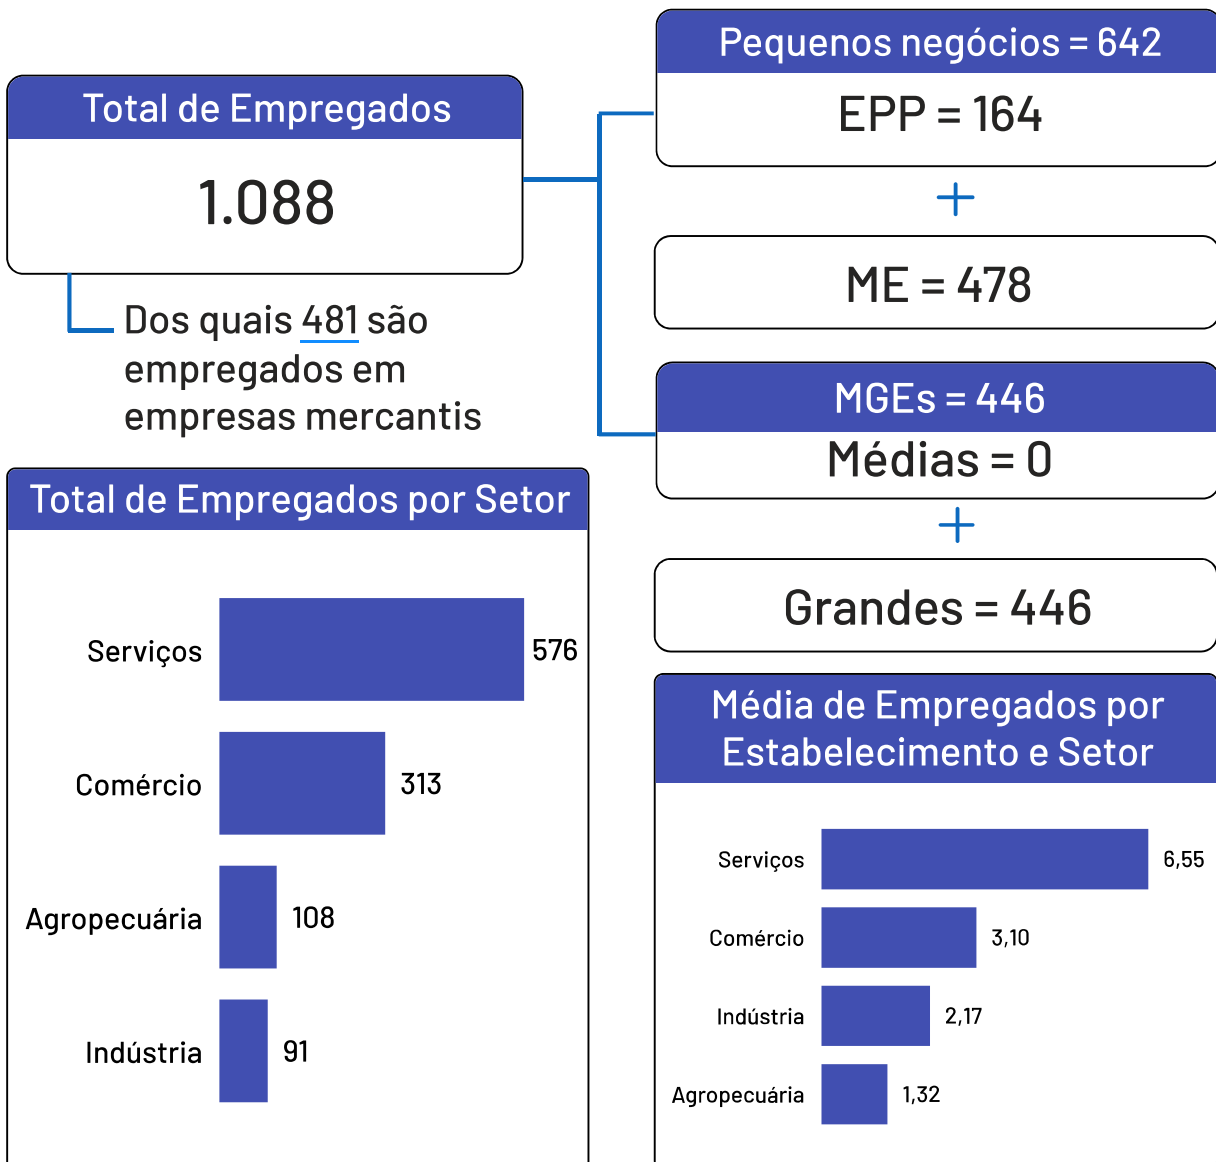 Total de Empregados
1.088
Dos quais 481 são
empregados em
empresas mercantis
Pequenos negócios = 642
EPP = 164
+
ME = 478
MGEs = 446
Médias = 0
+
Grandes = 446
Total de Empregados por Setor
Serviços 576
Comércio 313
Agropecuária 108
Indústria 91
Média de Empregados por
Estabelecimento e Setor
Serviços 6,55
Comércio 3,10
Indústria 2,17
Agropecuária 1,32